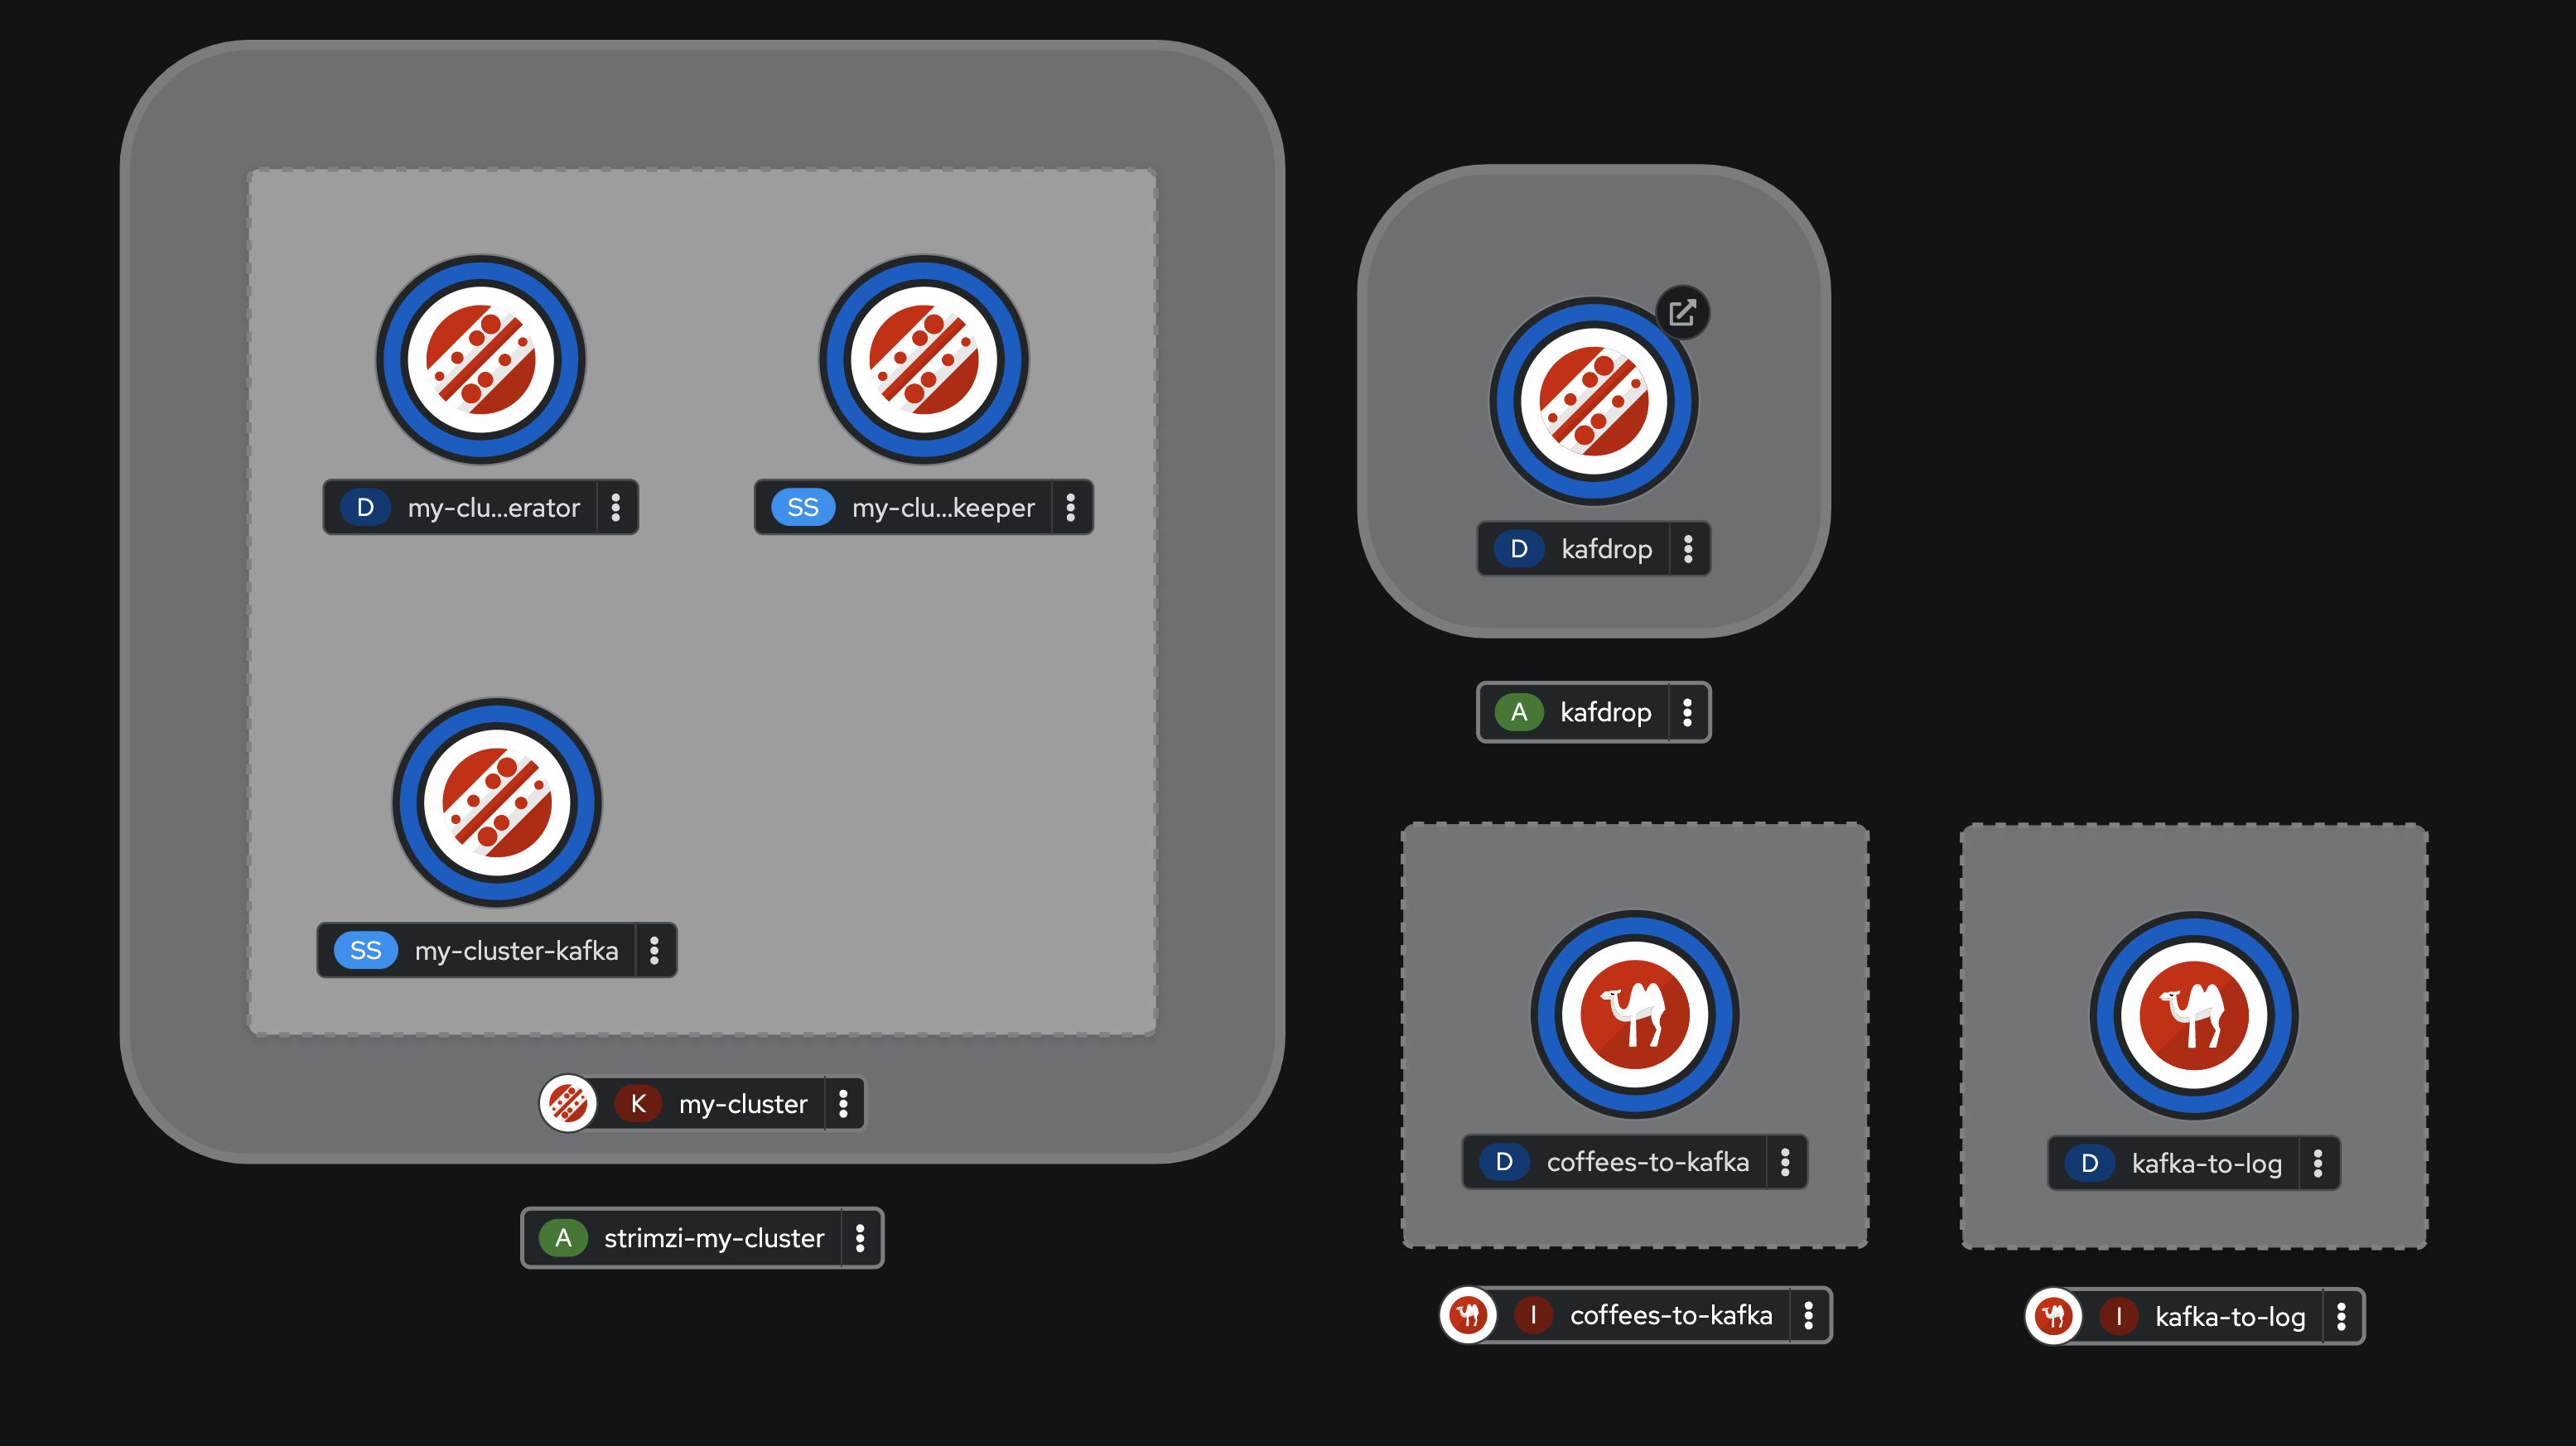 D my-clu...erator
SS my-clu...keeper
SS my-cluster-kafka
K my-cluster
A strimzi-my-cluster
D kafdrop
A kafdrop
D coffees-to-kafka
I coffees-to-kafka
D kafka-to-log
I kafka-to-log